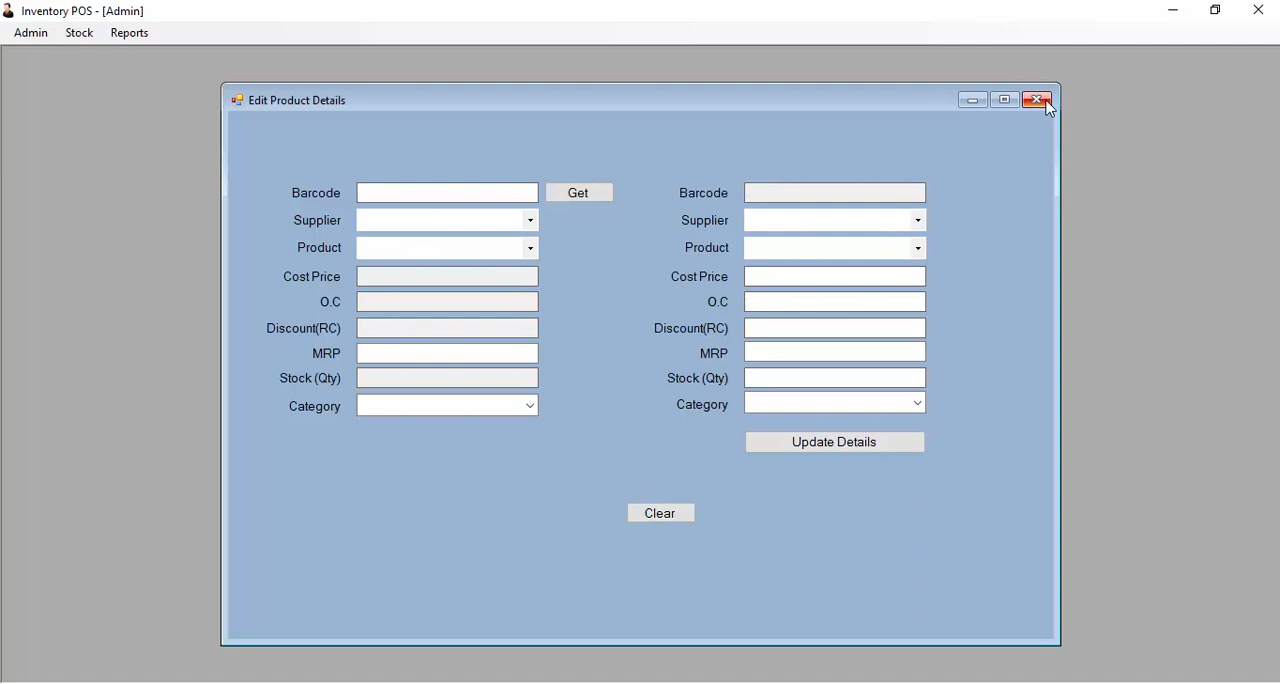 Inventory POS - [Admin]
Admin Stock Reports
Edit Product Details
Barcode Get Barcode
Supplier Supplier
Product Product
Cost Price Cost Price
O.C O.C
Discount(RC) Discount(RC)
MRP MRP
Stock (Qty) Stock (Qty)
Category Category
Update Details
Clear